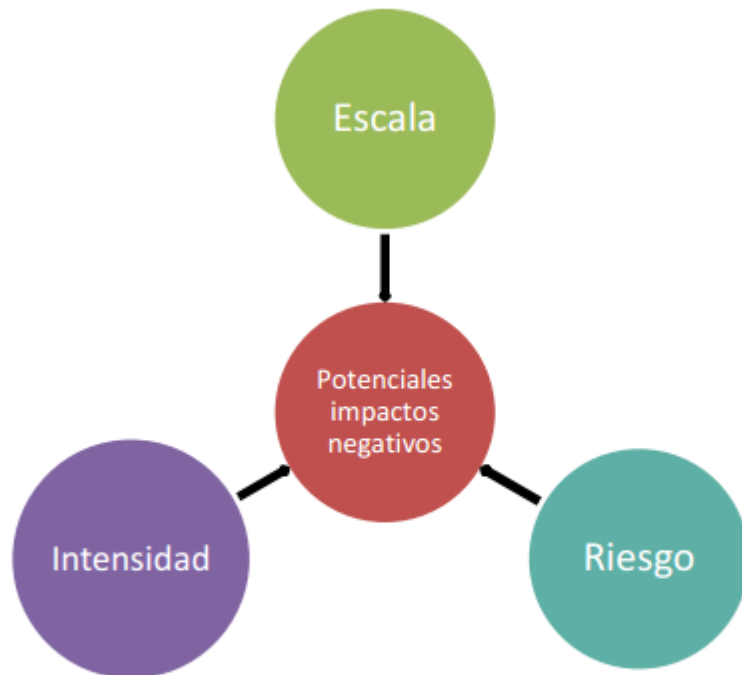 Escala
Potenciales
impactos
negativos
Intensidad
Riesgo